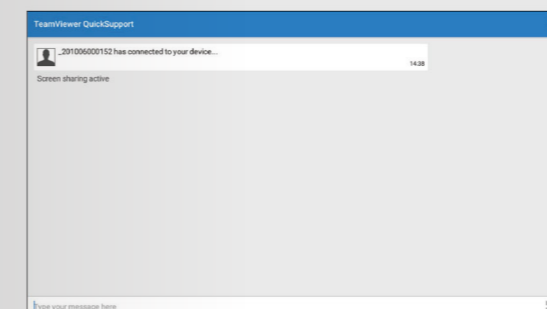 TeamViewer QuickSupport
_201006000152 has connected to your device...
14:38
Screen sharing active
Type your message here